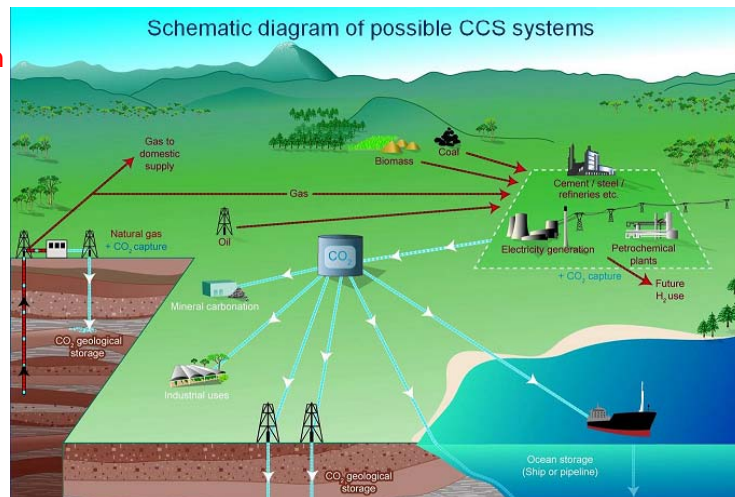 Schematic diagram of possible CCS systems
Gas to
domestic
supply
Biomass
Coal
Cement / steel /
refineries etc.
Gas
Natural gas
+ CO₂ capture
Oil
CO₂
Electricity generation
Petrochemical
plants
+ CO₂ capture
Future
H₂ use
Mineral carbonation
CO₂ geological
storage
Industrial uses
Ocean storage
(Ship or pipeline)
CO₂ geological
storage